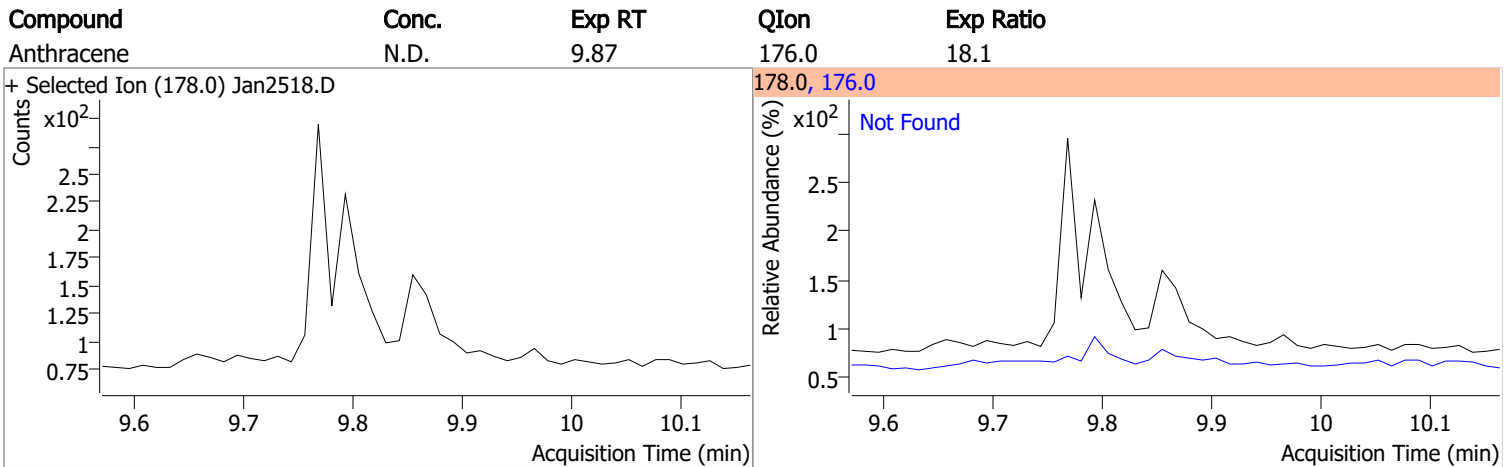 Compound Conc. Exp RT QIon Exp Ratio
Anthracene N.D. 9.87 176.0 18.1
+ Selected Ion (178.0) Jan2518.D
Counts
x10²
2.5
2.25
2
1.75
1.5
1.25
1
0.75
9.6 9.7 9.8 9.9 10 10.1
Acquisition Time (min)
178.0, 176.0
Relative Abundance (%)
x10²
Not Found
2.5
2
1.5
1
0.5
9.6 9.7 9.8 9.9 10 10.1
Acquisition Time (min)